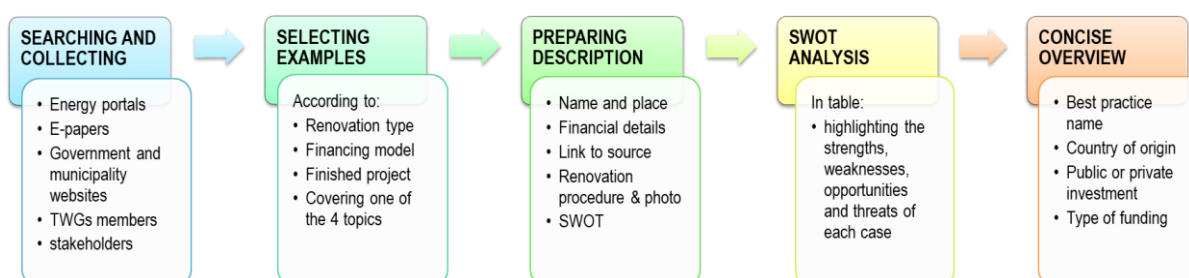 SEARCHING AND
COLLECTING
• Energy portals
• E-papers
• Government and
municipality
websites
• TWGs members
• stakeholders
SELECTING
EXAMPLES
According to:
• Renovation type
• Financing model
• Finished project
• Covering one of
the 4 topics
PREPARING
DESCRIPTION
• Name and place
• Financial details
• Link to source
• Renovation
procedure & photo
• SWOT
SWOT
ANALYSIS
In table:
• highlighting the
strengths,
weaknesses,
opportunities
and threats of
each case
CONCISE
OVERVIEW
• Best practice
name
• Country of origin
• Public or private
investment
• Type of funding